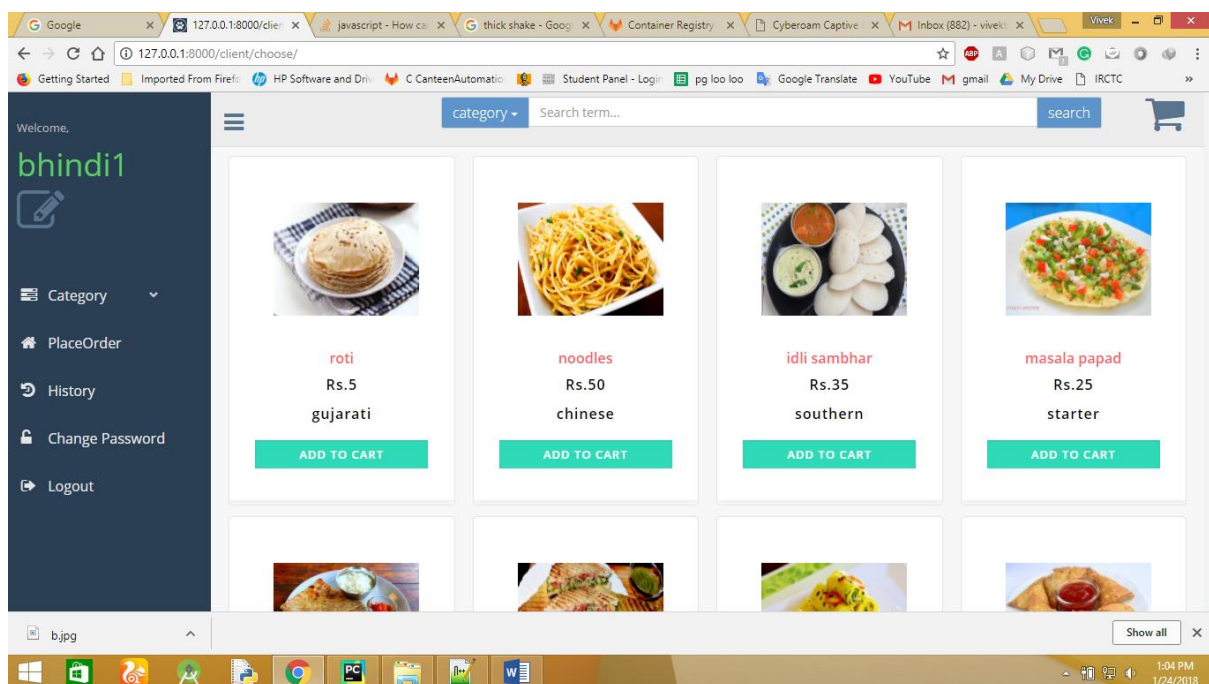 Google
127.0.0.1:8000/clien
javascript - How ca
thick shake - Goog
Container Registry
Cyberoam Captive
Inbox (882) - vivekt
Vivek
127.0.0.1:8000/client/choose/
ABP
Getting Started
Imported From Firefo
HP Software and Driv
C CanteenAutomatio
Student Panel - Login
pg loo loo
Google Translate
YouTube
gmail
My Drive
IRCTC
»
Welcome,
bhindi1
Category
PlaceOrder
History
Change Password
Logout
category
Search term...
search
roti
Rs.5
gujarati
ADD TO CART
noodles
Rs.50
chinese
ADD TO CART
idli sambhar
Rs.35
southern
ADD TO CART
masala papad
Rs.25
starter
ADD TO CART
b.jpg
Show all
PC
1:04 PM
1/24/2018